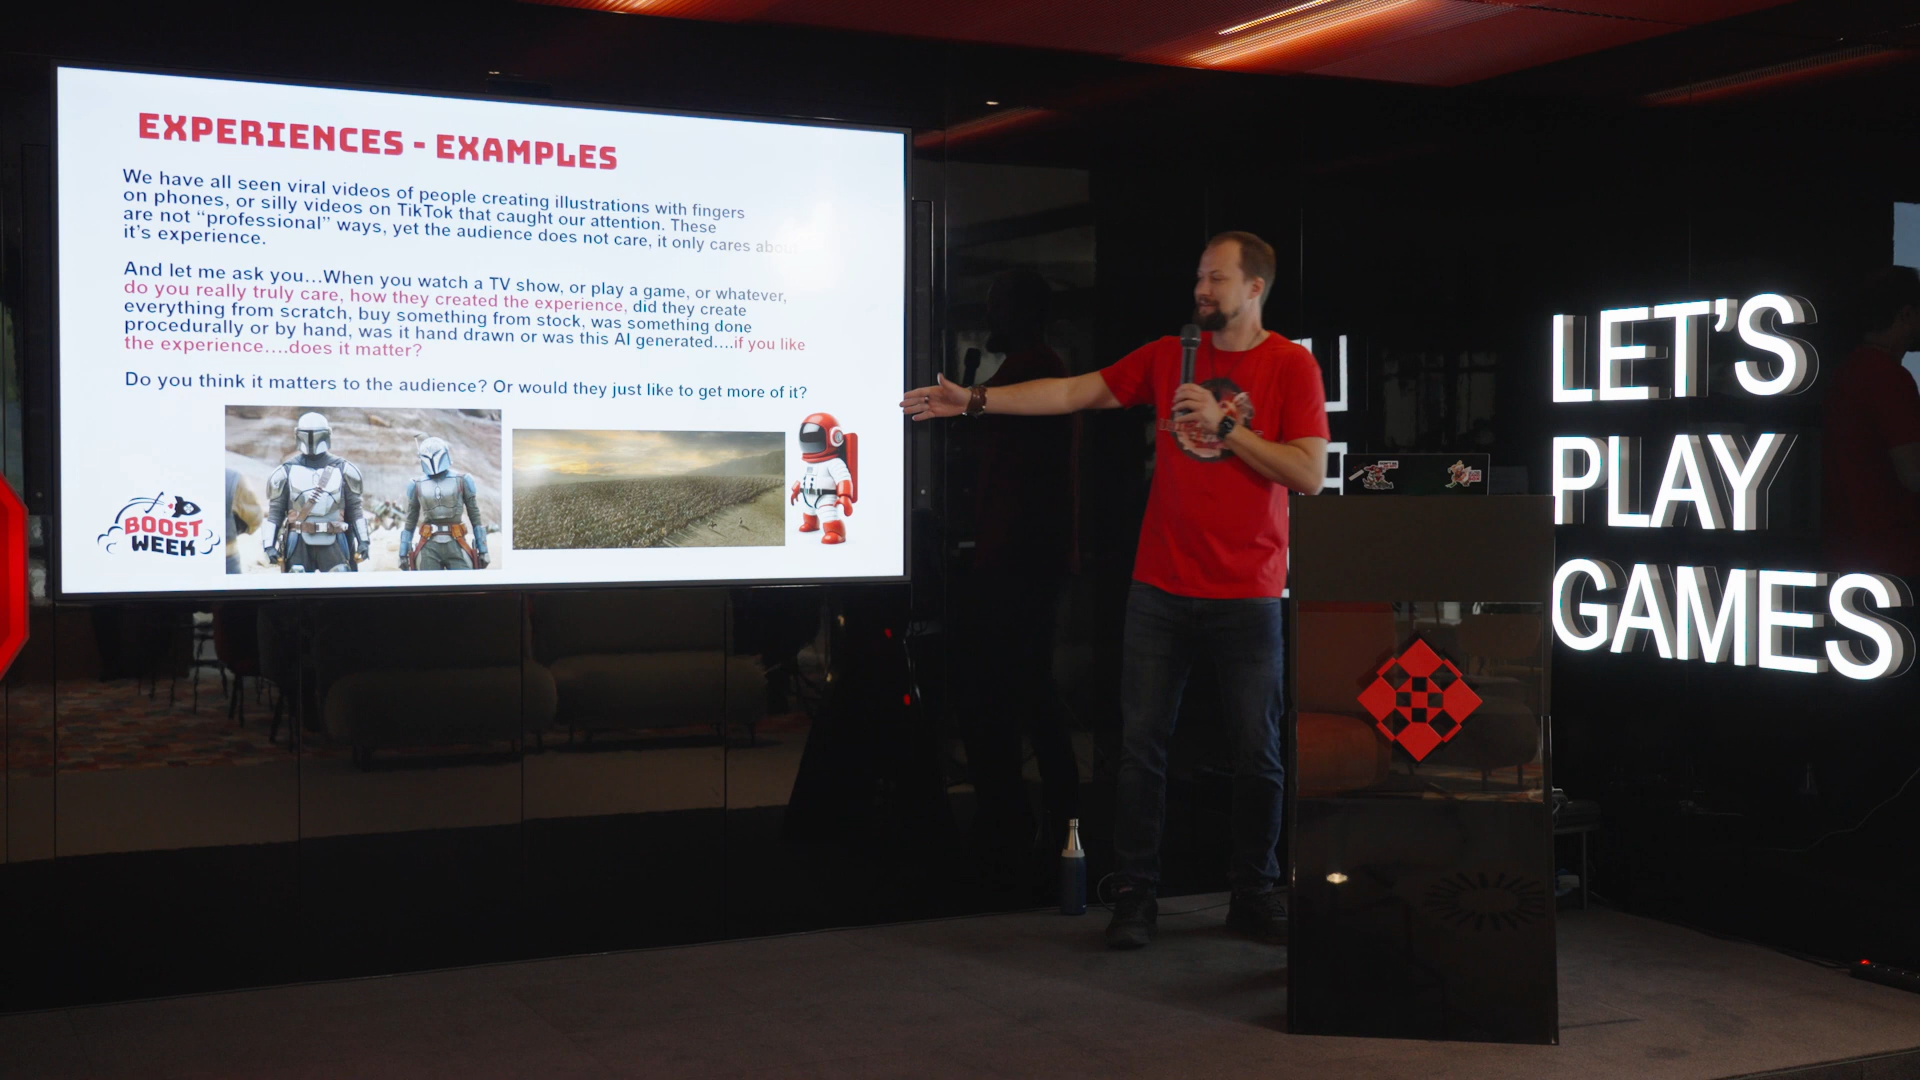 EXPERIENCES - EXAMPLES
We have all seen viral videos of people creating illustrations with fingers
on phones, or silly videos on TikTok that caught our attention. These
are not “professional” ways, yet the audience does not care, it only cares about
it’s experience.
And let me ask you...When you watch a TV show, or play a game, or whatever,
do you really truly care, how they created the experience, did they create
everything from scratch, buy something from stock, was something done
procedurally or by hand, was it hand drawn or was this AI generated....if you like
the experience....does it matter?
Do you think it matters to the audience? Or would they just like to get more of it?
BOOST
WEEK
LET’S
PLAY
GAMES